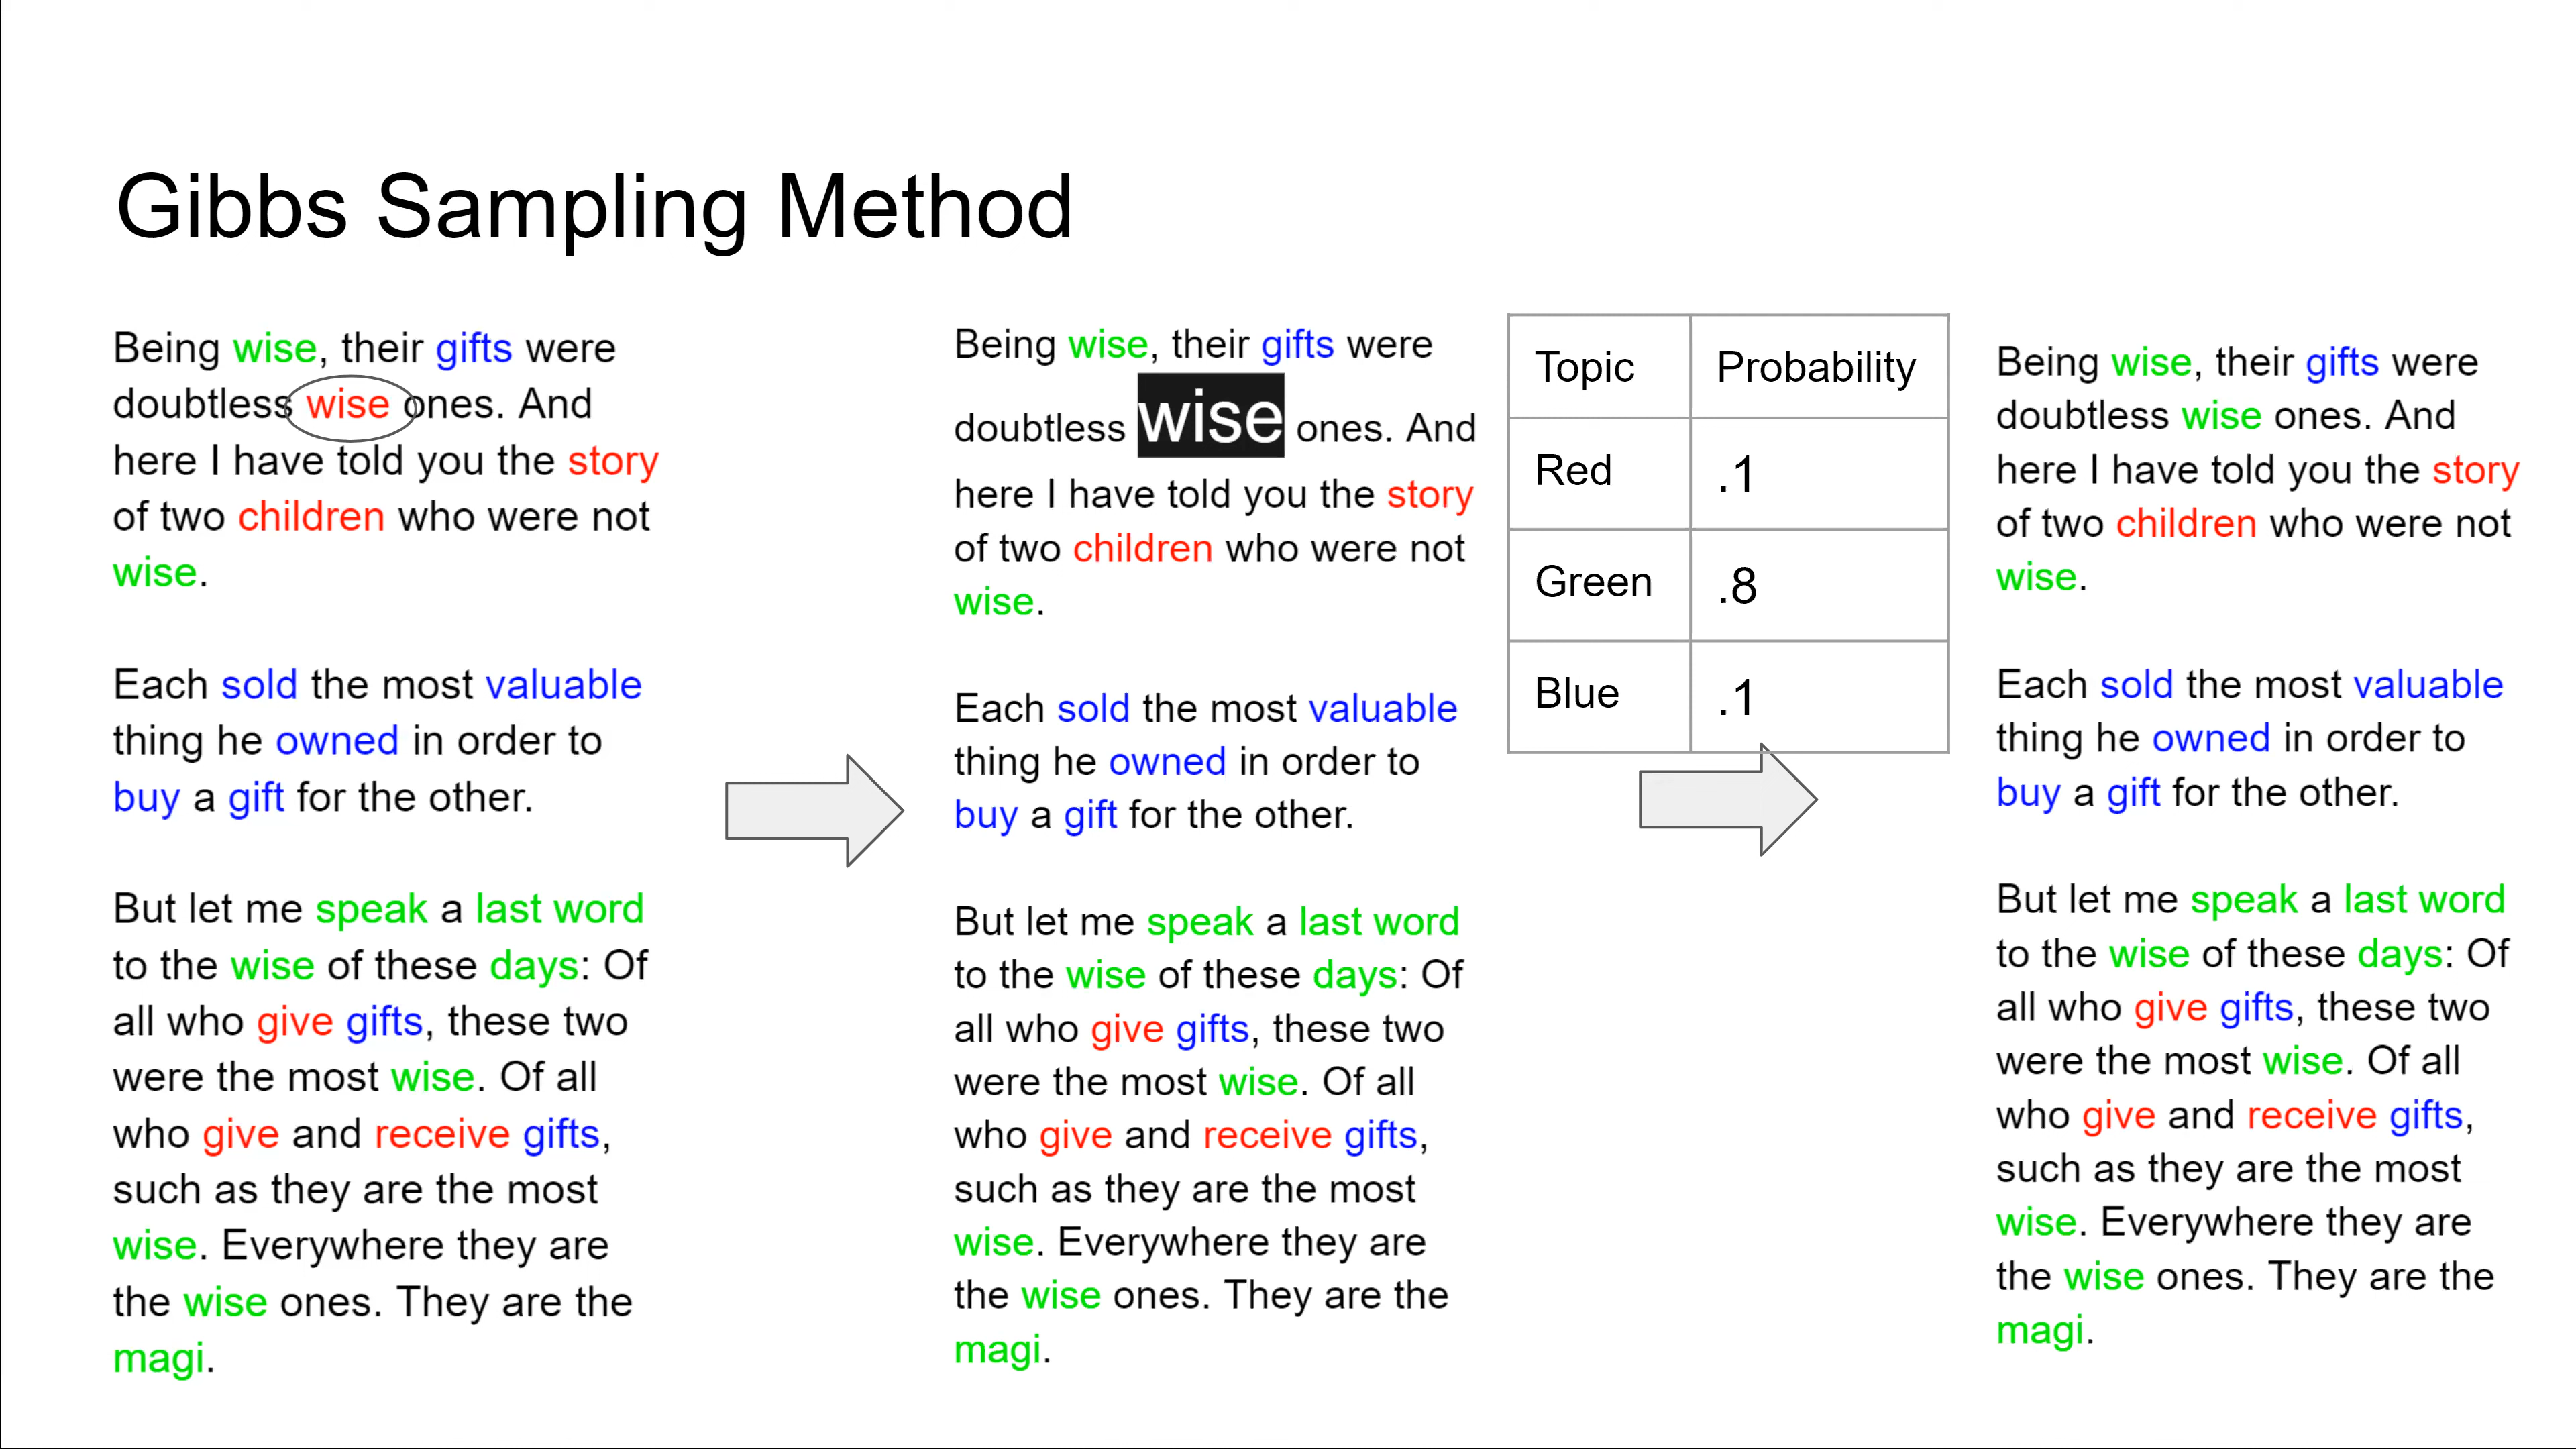 Gibbs Sampling Method
Being wise, their gifts were
doubtless wise ones. And
here I have told you the story
of two children who were not
wise.
Each sold the most valuable
thing he owned in order to
buy a gift for the other.
But let me speak a last word
to the wise of these days: Of
all who give gifts, these two
were the most wise. Of all
who give and receive gifts,
such as they are the most
wise. Everywhere they are
the wise ones. They are the
magi.
Being wise, their gifts were
doubtless wise ones. And
here I have told you the story
of two children who were not
wise.
Each sold the most valuable
thing he owned in order to
buy a gift for the other.
But let me speak a last word
to the wise of these days: Of
all who give gifts, these two
were the most wise. Of all
who give and receive gifts,
such as they are the most
wise. Everywhere they are
the wise ones. They are the
magi.
Topic Probability
Red .1
Green .8
Blue .1
Being wise, their gifts were
doubtless wise ones. And
here I have told you the story
of two children who were not
wise.
Each sold the most valuable
thing he owned in order to
buy a gift for the other.
But let me speak a last word
to the wise of these days: Of
all who give gifts, these two
were the most wise. Of all
who give and receive gifts,
such as they are the most
wise. Everywhere they are
the wise ones. They are the
magi.